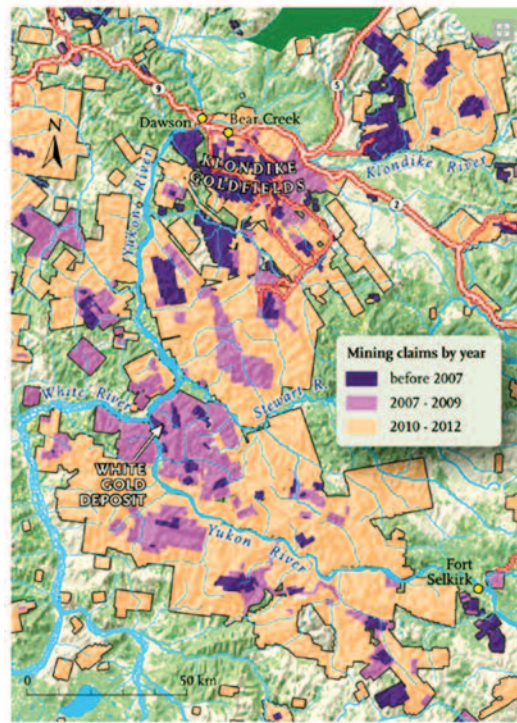 9
5
Dawson
Bear Creek
N
KLONDIKE
GOLDFIELDS
Klondike River
Yukon River
2
Mining claims by year
before 2007
2007 - 2009
2010 - 2012
White River
Stewart R.
WHITE
GOLD
DEPOSIT
Yukon River
Fort
Selkirk
0
50 km